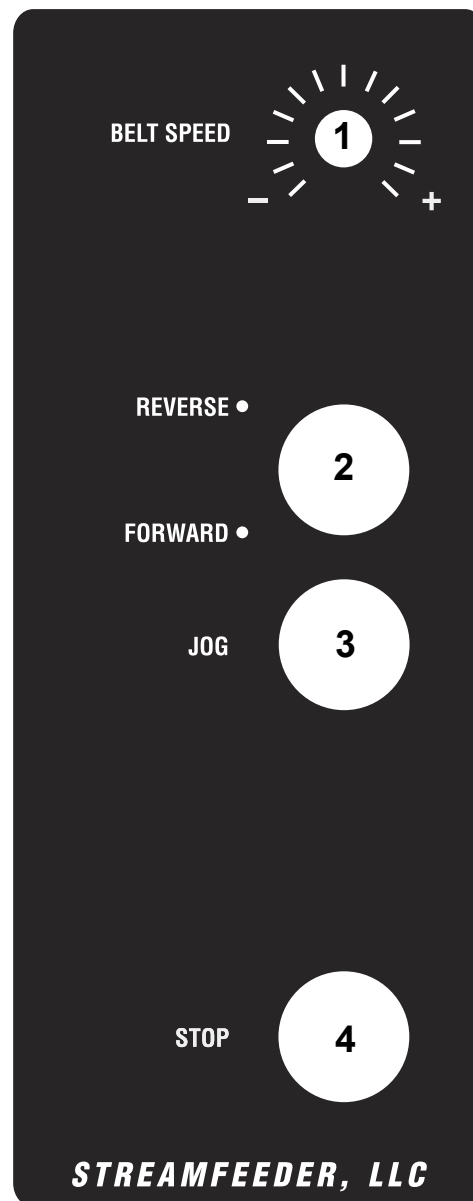 BELT SPEED
1
– +
REVERSE •
2
FORWARD •
JOG
3
STOP
4
STREAMFEEDER, LLC